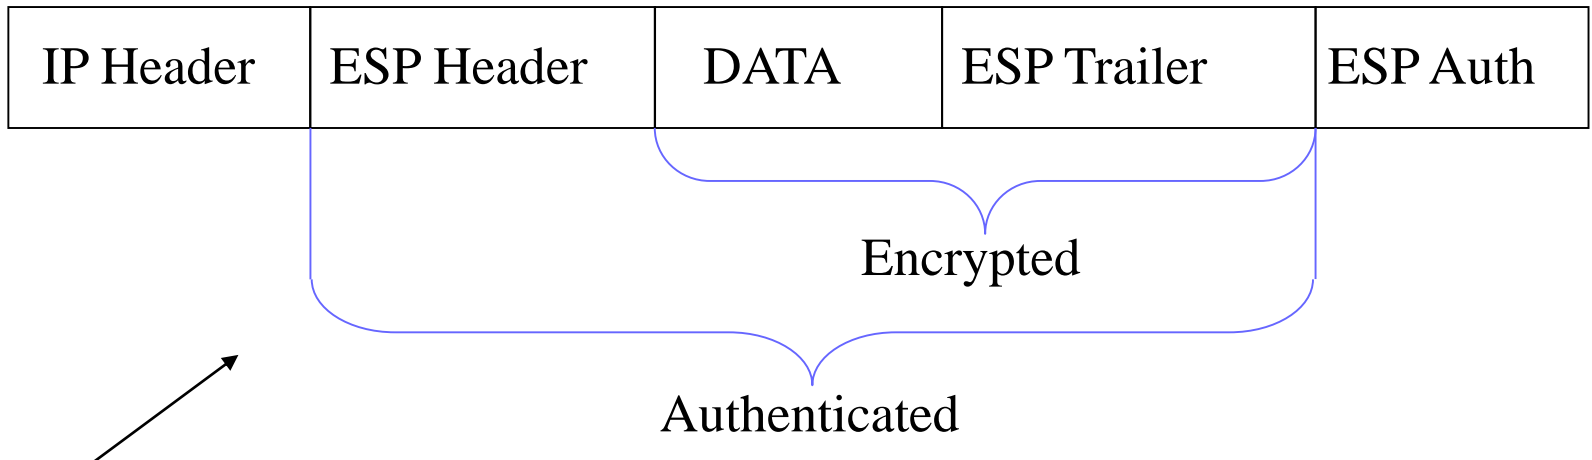 IP Header ESP Header DATA ESP Trailer ESP Auth
Encrypted
Authenticated